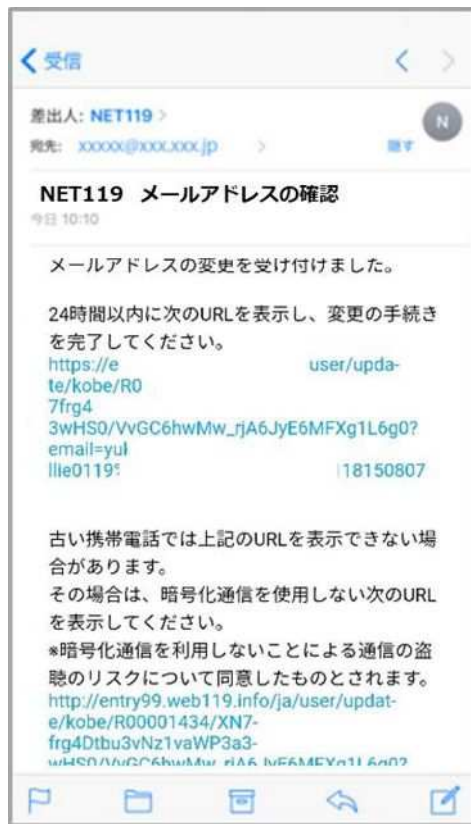 受信
差出人: NET119
N
宛先: xxxxx@xxx.xxx.jp
隠す
NET119 メールアドレスの確認
今日 10:10
メールアドレスの変更を受け付けました。
24時間以内に次のURLを表示し、変更の手続き
を完了してください。
https://e user/upda-
te/kobe/R0
7frg4
3wHS0/VvGC6hwMw_rjA6JyE6MFXg1L6g0?
email=yul
llie0119 18150807
古い携帯電話では上記のURLを表示できない場
合があります。
その場合は、暗号化通信を使用しない次のURL
を表示してください。
※暗号化通信を利用しないことによる通信の盗
聴のリスクについて同意したものとされます。
http://entry99.web119.info/ja/user/updat-
e/kobe/R00001434/XN7-
frg4Dtbu3vNz1vaWP3a3-
wHS0/VvGC6hwMw_rjA6JyE6MFXg1L6g0?